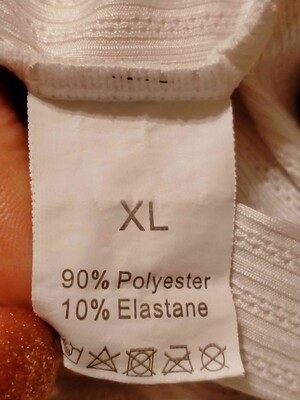 XL
90% Polyester
10% Elastane